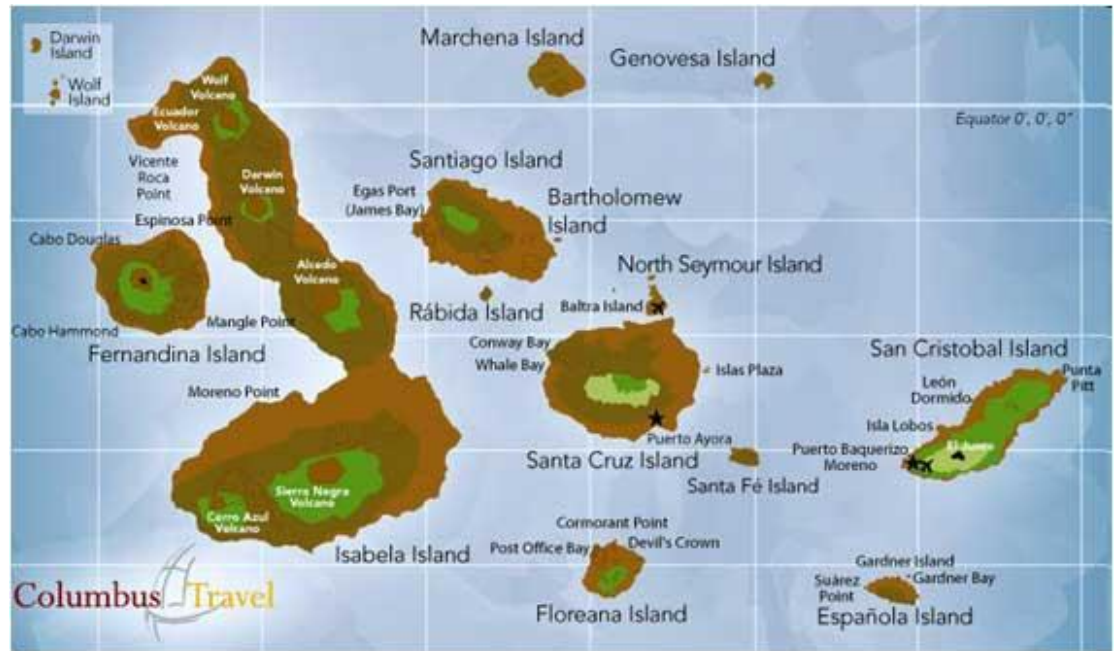 Darwin
Island
Wolf
Island
Marchena Island
Genovesa Island
Equator 0', 0', 0"
Wolf
Volcano
Ecuador
Volcano
Vicente
Roca
Point
Darwin
Volcano
Espinosa Point
Cabo Douglas
Alcedo
Volcano
Cabo Hammond
Mangle Point
Fernandina Island
Santiago Island
Egas Port
(James Bay)
Bartholomew
Island
Rábida Island
North Seymour Island
Baltra Island
Conway Bay
Whale Bay
Islas Plaza
Puerto Ayora
Santa Cruz Island
Santa Fé Island
San Cristobal Island
Punta
Pitt
León
Dormido
Isla Lobos
Puerto Baquerizo
Moreno
Moreno Point
Sierra Negra
Volcano
Cerro Azul
Volcano
Isabela Island
Cormorant Point
Post Office Bay
Devil's Crown
Floreana Island
Gardner Island
Gardner Bay
Suárez
Point
Española Island
Columbus Travel